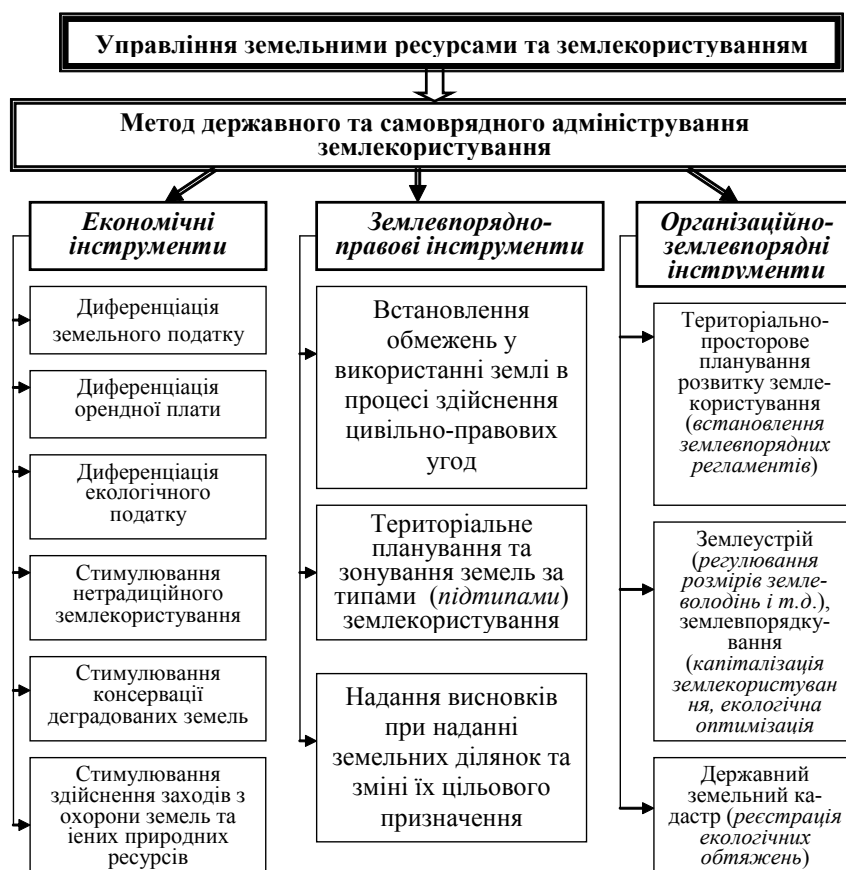 Управління земельними ресурсами та землекористуванням
Метод державного та самоврядного адміністрування
землекористування
Економічні
інструменти
Диференціація
земельного податку
Диференціація
орендної плати
Диференціація
екологічного
податку
Стимулювання
нетрадиційного
землекористування
Стимулювання
консервації
деградованих земель
Стимулювання
здійснення заходів з
охорони земель та
іених природних
ресурсів
Землевпорядно-
правові інструменти
Встановлення
обмежень у
використанні землі в
процесі здійснення
цивільно-правових
угод
Територіальне
планування та
зонування земель за
типами (підтипами)
землекористування
Надання висновків
при наданні
земельних ділянок та
зміні їх цільового
призначення
Організаційно-
землевпорядні
інструменти
Територіально-
просторове
планування
розвитку земле-
користування
(встановлення
землевпорядних
регламентів)
Землеустрій
(регулювання
розмірів земле-
володінь і т.д.),
землевпорядку-
вання
(капіталізація
землекористуван
ня, екологічна
оптимізація
Державний
земельний ка-
дастр (реєстрація
екологічних
обтяжень)